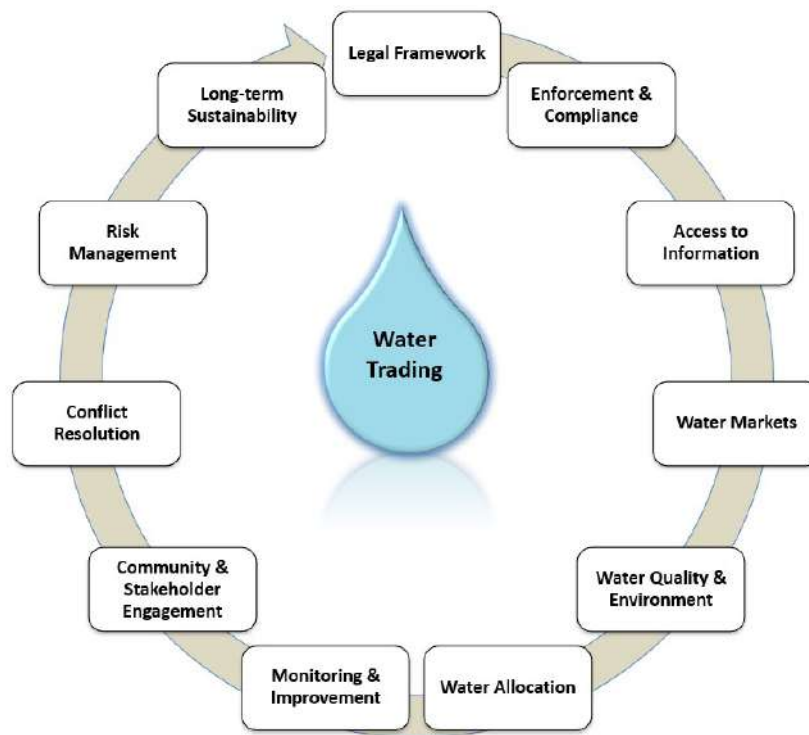 Legal Framework
Enforcement &
Compliance
Access to
Information
Water Markets
Water Quality &
Environment
Water Allocation
Monitoring &
Improvement
Community &
Stakeholder
Engagement
Conflict
Resolution
Risk
Management
Long-term
Sustainability
Water
Trading